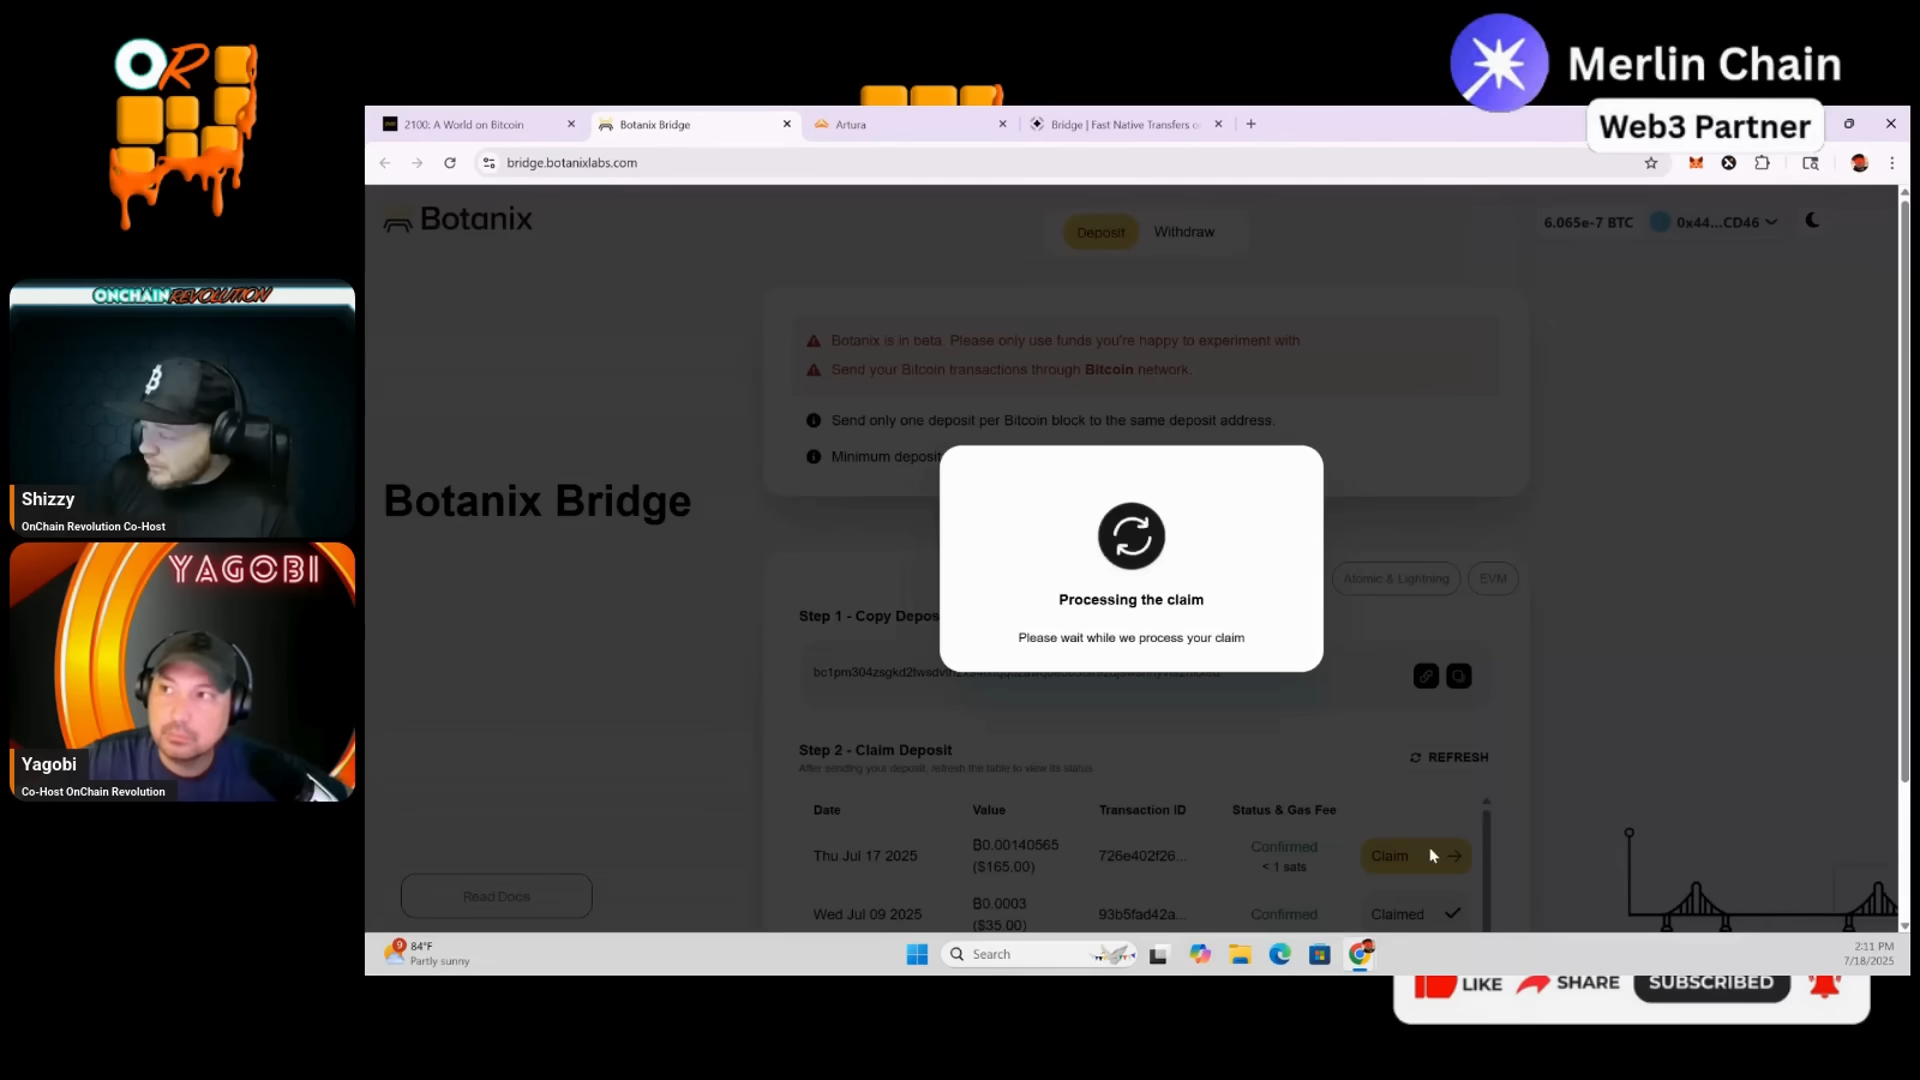 OR
Merlin Chain
Web3 Partner
2100: A World on Bitcoin
Botanix Bridge
Artura
Bridge | Fast Native Transfers o
bridge.botanixlabs.com
Botanix
Deposit
Withdraw
6.065e-7 BTC
0x44...CD46
Botanix is in beta. Please only use funds you're happy to experiment with
Send your Bitcoin transactions through Bitcoin network.
Send only one deposit per Bitcoin block to the same deposit address.
Minimum deposit
Botanix Bridge
Processing the claim
Please wait while we process your claim
Atomic & Lightning
EVM
Step 1 - Copy Depos
Step 2 - Claim Deposit
After sending your deposit, refresh the table to view its status
REFRESH
Date
Value
Transaction ID
Status & Gas Fee
Thu Jul 17 2025
₿0.00140565
($165.00)
726e402f26...
Confirmed
< 1 sats
Claim
Wed Jul 09 2025
₿0.0003
($35.00)
93b5fad42a...
Confirmed
Claimed
Read Docs
9
84°F
Partly sunny
Search
2:11 PM
7/18/2025
ONCHAIN REVOLUTION
Shizzy
OnChain Revolution Co-Host
YAGOBI
Yagobi
Co-Host OnChain Revolution
LIKE
SHARE
SUBSCRIBED